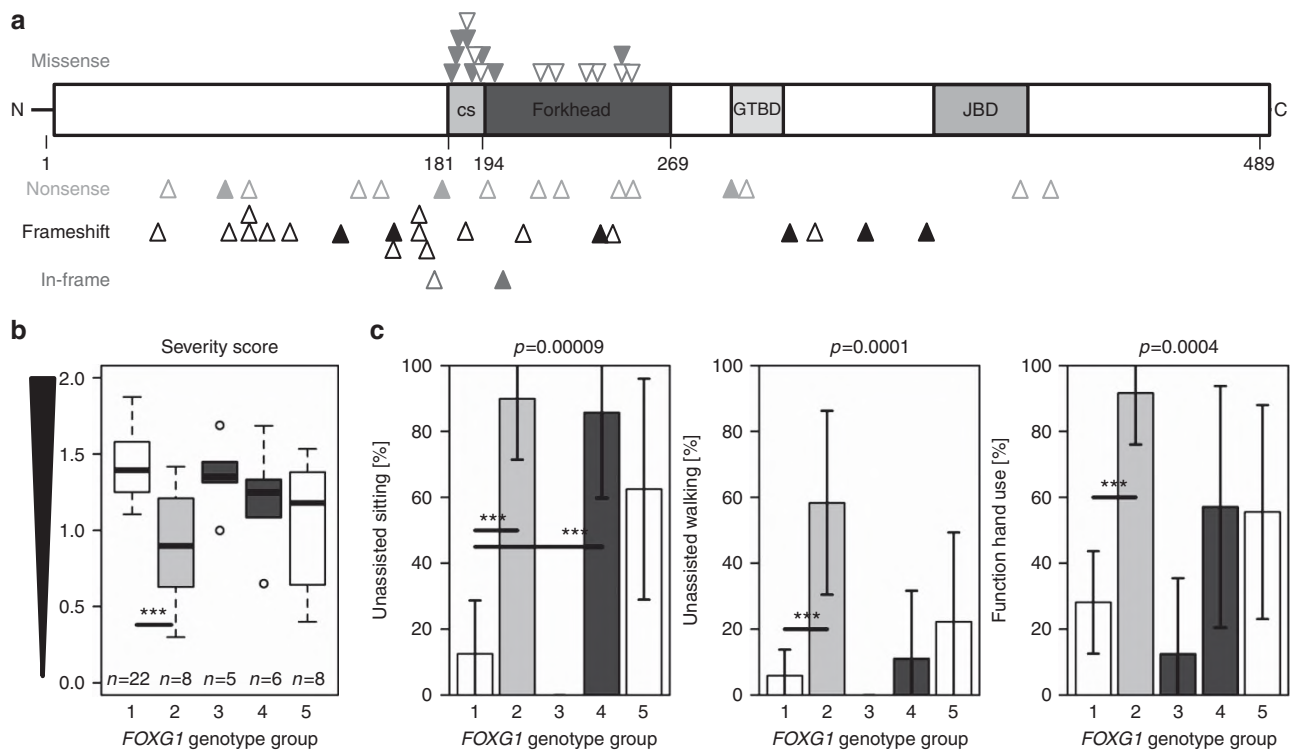 a
Missense
N
cs
Forkhead
GTBD
JBD
C
1
181
194
269
489
Nonsense
Frameshift
In-frame
b
Severity score
2.0
1.5
1.0
0.5
0.0
***
n=22
n=8
n=5
n=6
n=8
1
2
3
4
5
FOXG1 genotype group
c
p=0.00009
Unassisted sitting [%]
100
80
60
40
20
0
***
***
1
2
3
4
5
FOXG1 genotype group
p=0.0001
Unassisted walking [%]
100
80
60
40
20
0
***
1
2
3
4
5
FOXG1 genotype group
p=0.0004
Function hand use [%]
100
80
60
40
20
0
***
1
2
3
4
5
FOXG1 genotype group